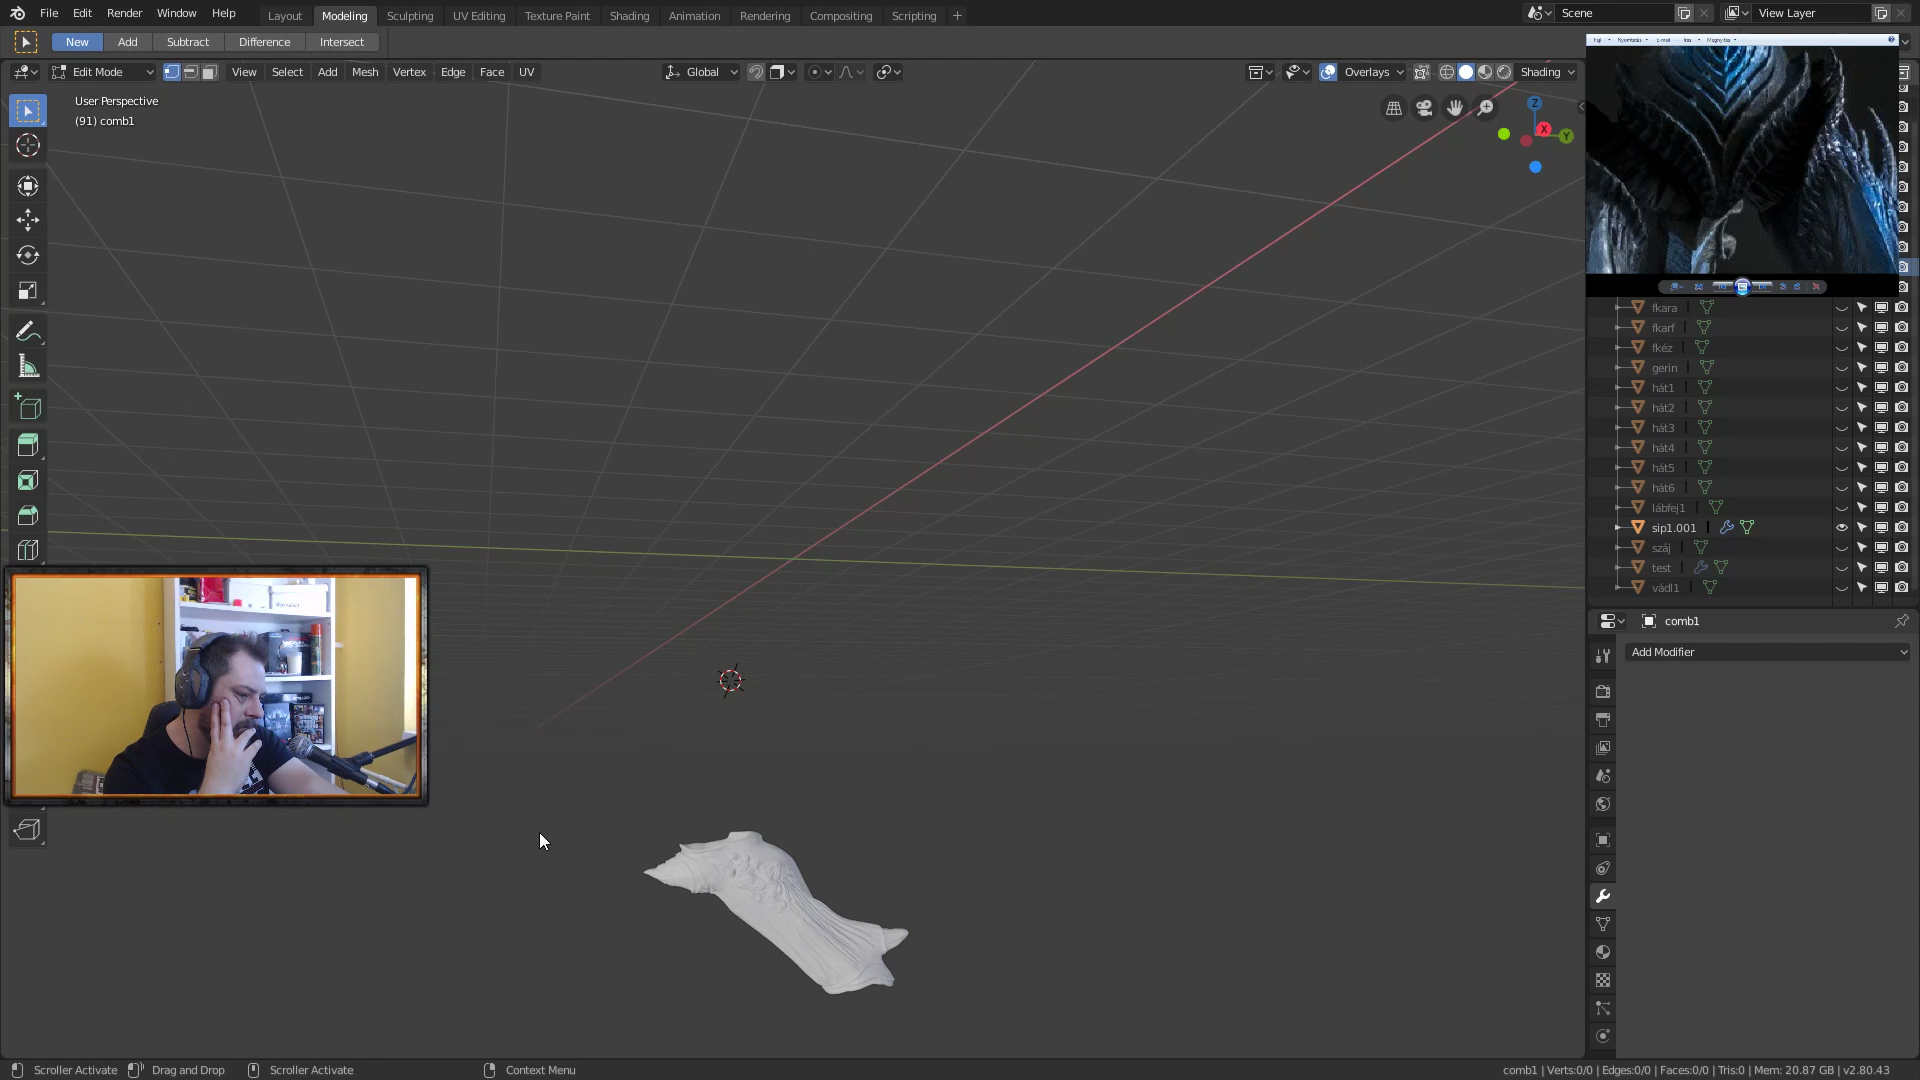 File Edit Render Window Help
Layout Modeling Sculpting UV Editing Texture Paint Shading Animation Rendering Compositing Scripting
Scene
View Layer
New Add Subtract Difference Intersect
Edit Mode View Select Add Mesh Vertex Edge Face UV
Global
Overlays
Shading
User Perspective
(91) comb1
Z
X
Y
fkara
fkarf
fkéz
gerin
hát1
hát2
hát3
hát4
hát5
hát6
lábfej1
sip1.001
száj
test
vádl1
comb1
Add Modifier
Scroller Activate Drag and Drop Scroller Activate Context Menu
comb1 | Verts:0/0 | Edges:0/0 | Faces:0/0 | Tris:0 | Mem: 20.87 GB | v2.80.43